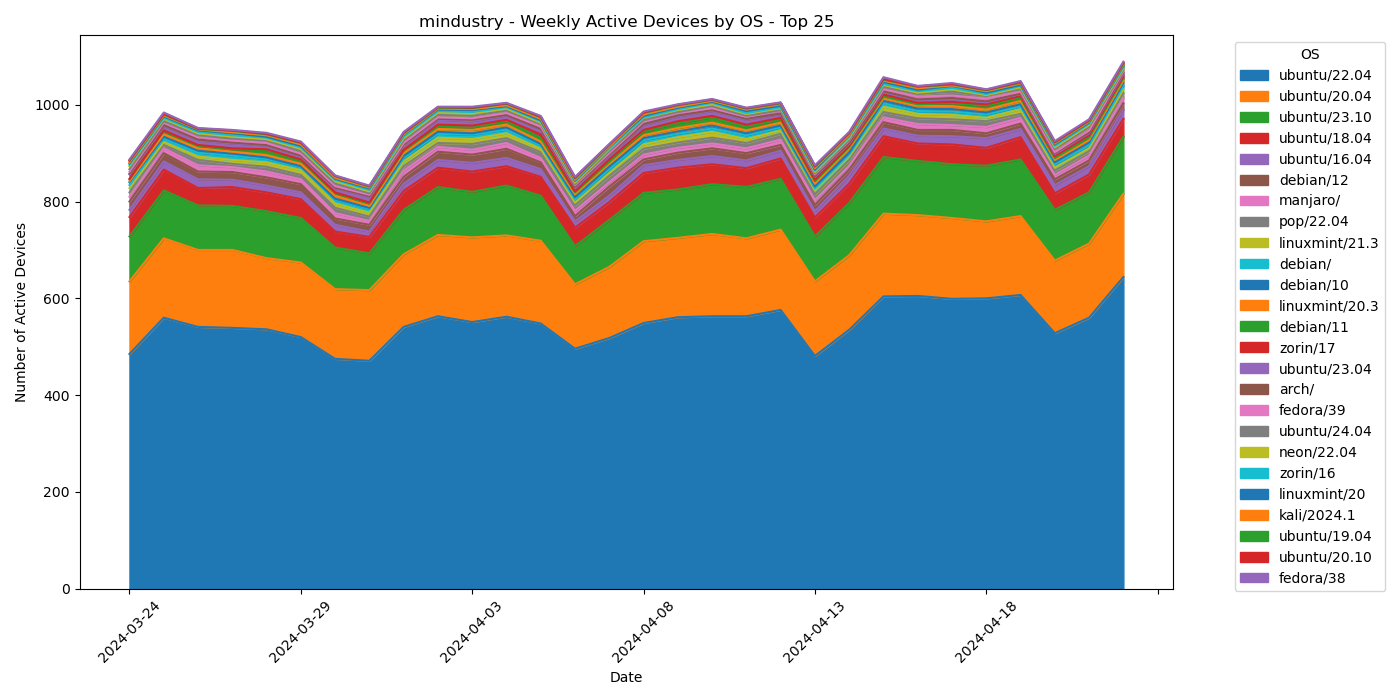 mindustry - Weekly Active Devices by OS - Top 25
Number of Active Devices
1000
800
600
400
200
0
2024-03-24
2024-03-29
2024-04-03
2024-04-08
2024-04-13
2024-04-18
Date
OS
ubuntu/22.04
ubuntu/20.04
ubuntu/23.10
ubuntu/18.04
ubuntu/16.04
debian/12
manjaro/
pop/22.04
linuxmint/21.3
debian/
debian/10
linuxmint/20.3
debian/11
zorin/17
ubuntu/23.04
arch/
fedora/39
ubuntu/24.04
neon/22.04
zorin/16
linuxmint/20
kali/2024.1
ubuntu/19.04
ubuntu/20.10
fedora/38